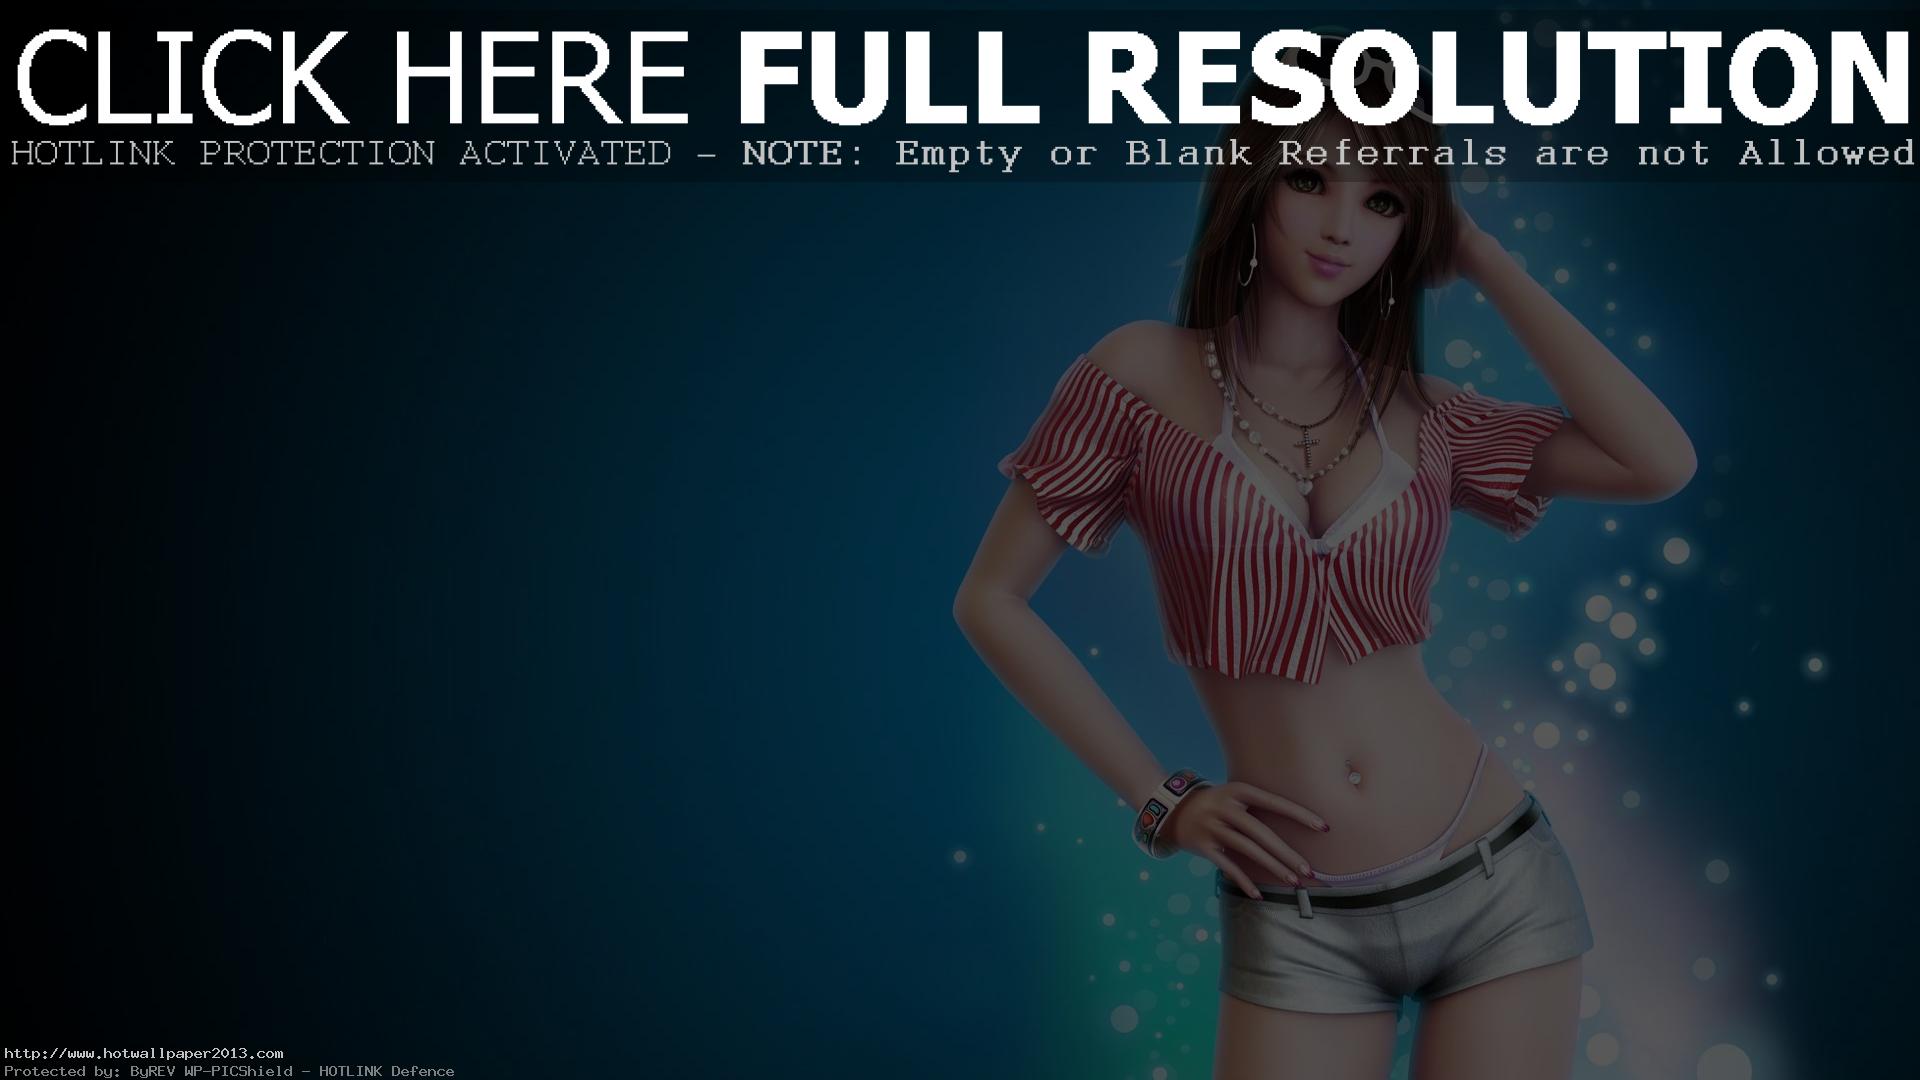 CLICK HERE FULL RESOLUTION
HOTLINK PROTECTION ACTIVATED - NOTE: Empty or Blank Referrals are not Allowed
http://www.hotwallpaper2013.com
Protected by: ByREV WP-PICShield - HOTLINK Defence